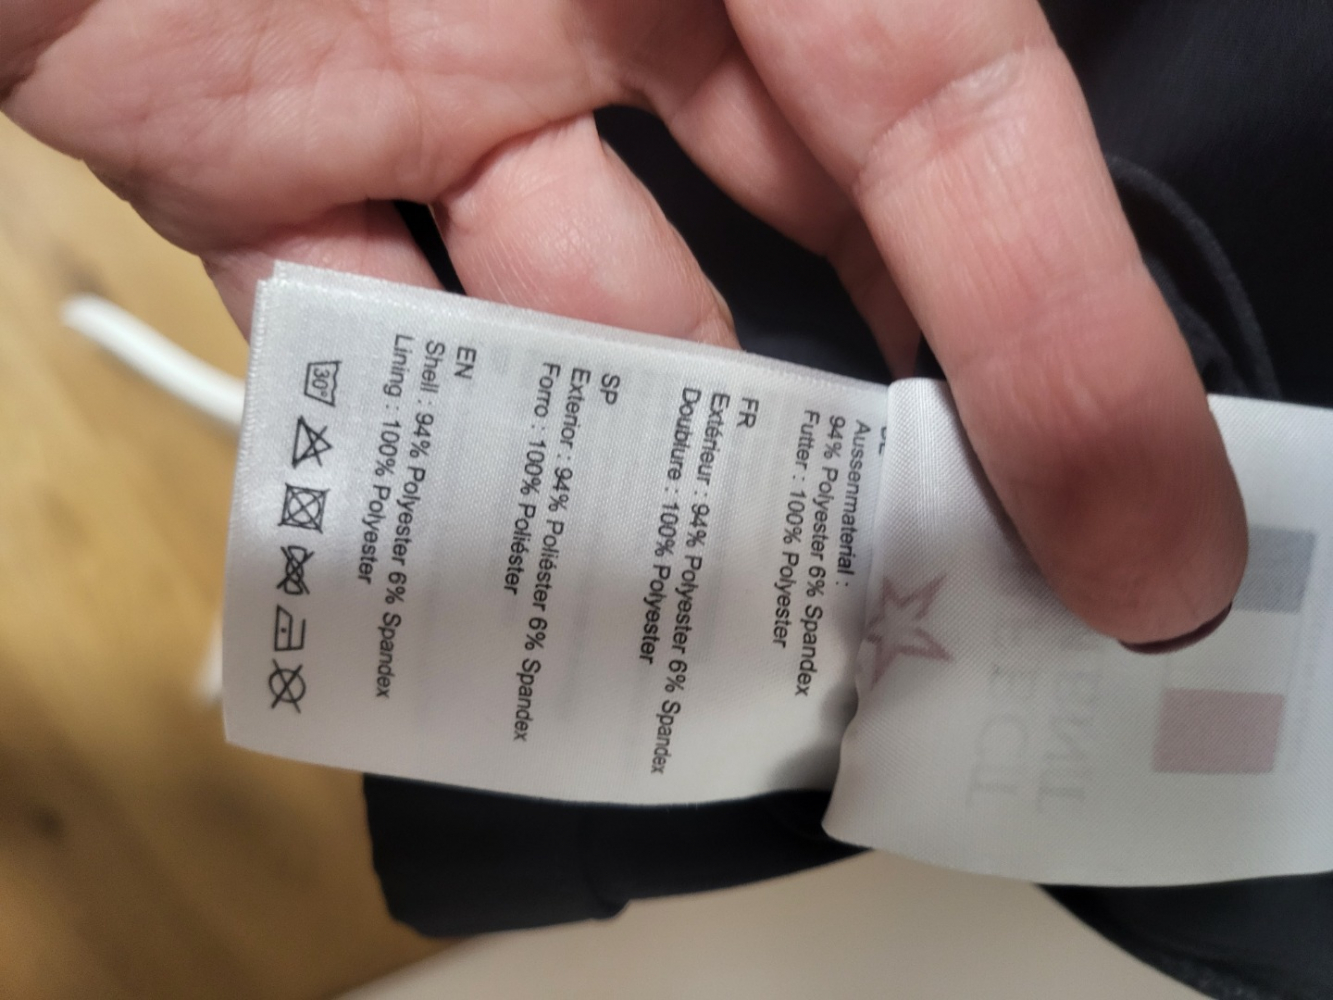 Aussenmaterial :
94% Polyester 6% Spandex
Futter : 100% Polyester
FR
Extérieur : 94% Polyester 6% Spandex
Doublure : 100% Polyester
SP
Exterior : 94% Poliéster 6% Spandex
Forro : 100% Poliéster
EN
Shell : 94% Polyester 6% Spandex
Lining : 100% Polyester
30°